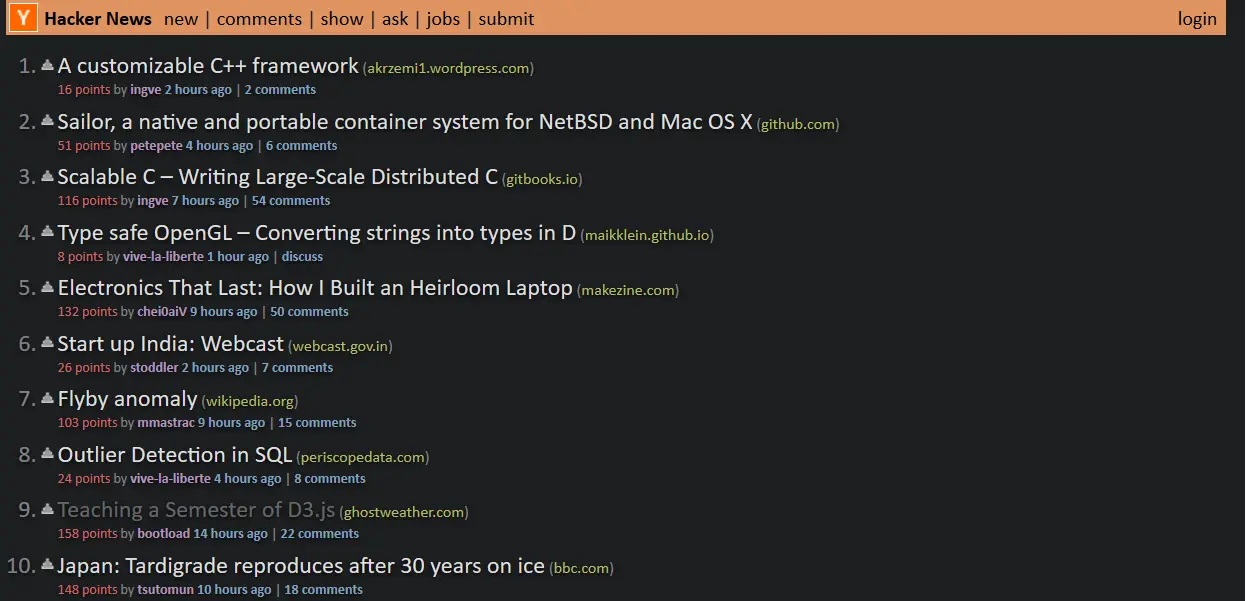 Y Hacker News new | comments | show | ask | jobs | submit login
1. A customizable C++ framework (akrzemi1.wordpress.com)
16 points by ingve 2 hours ago | 2 comments
2. Sailor, a native and portable container system for NetBSD and Mac OS X (github.com)
51 points by petepete 4 hours ago | 6 comments
3. Scalable C – Writing Large-Scale Distributed C (gitbooks.io)
116 points by ingve 7 hours ago | 54 comments
4. Type safe OpenGL – Converting strings into types in D (maikklein.github.io)
8 points by vive-la-liberte 1 hour ago | discuss
5. Electronics That Last: How I Built an Heirloom Laptop (makezine.com)
132 points by chei0aiV 9 hours ago | 50 comments
6. Start up India: Webcast (webcast.gov.in)
26 points by stoddler 2 hours ago | 7 comments
7. Flyby anomaly (wikipedia.org)
103 points by mmastrac 9 hours ago | 15 comments
8. Outlier Detection in SQL (periscopedata.com)
24 points by vive-la-liberte 4 hours ago | 8 comments
9. Teaching a Semester of D3.js (ghostweather.com)
158 points by bootload 14 hours ago | 22 comments
10. Japan: Tardigrade reproduces after 30 years on ice (bbc.com)
148 points by tsutomun 10 hours ago | 18 comments